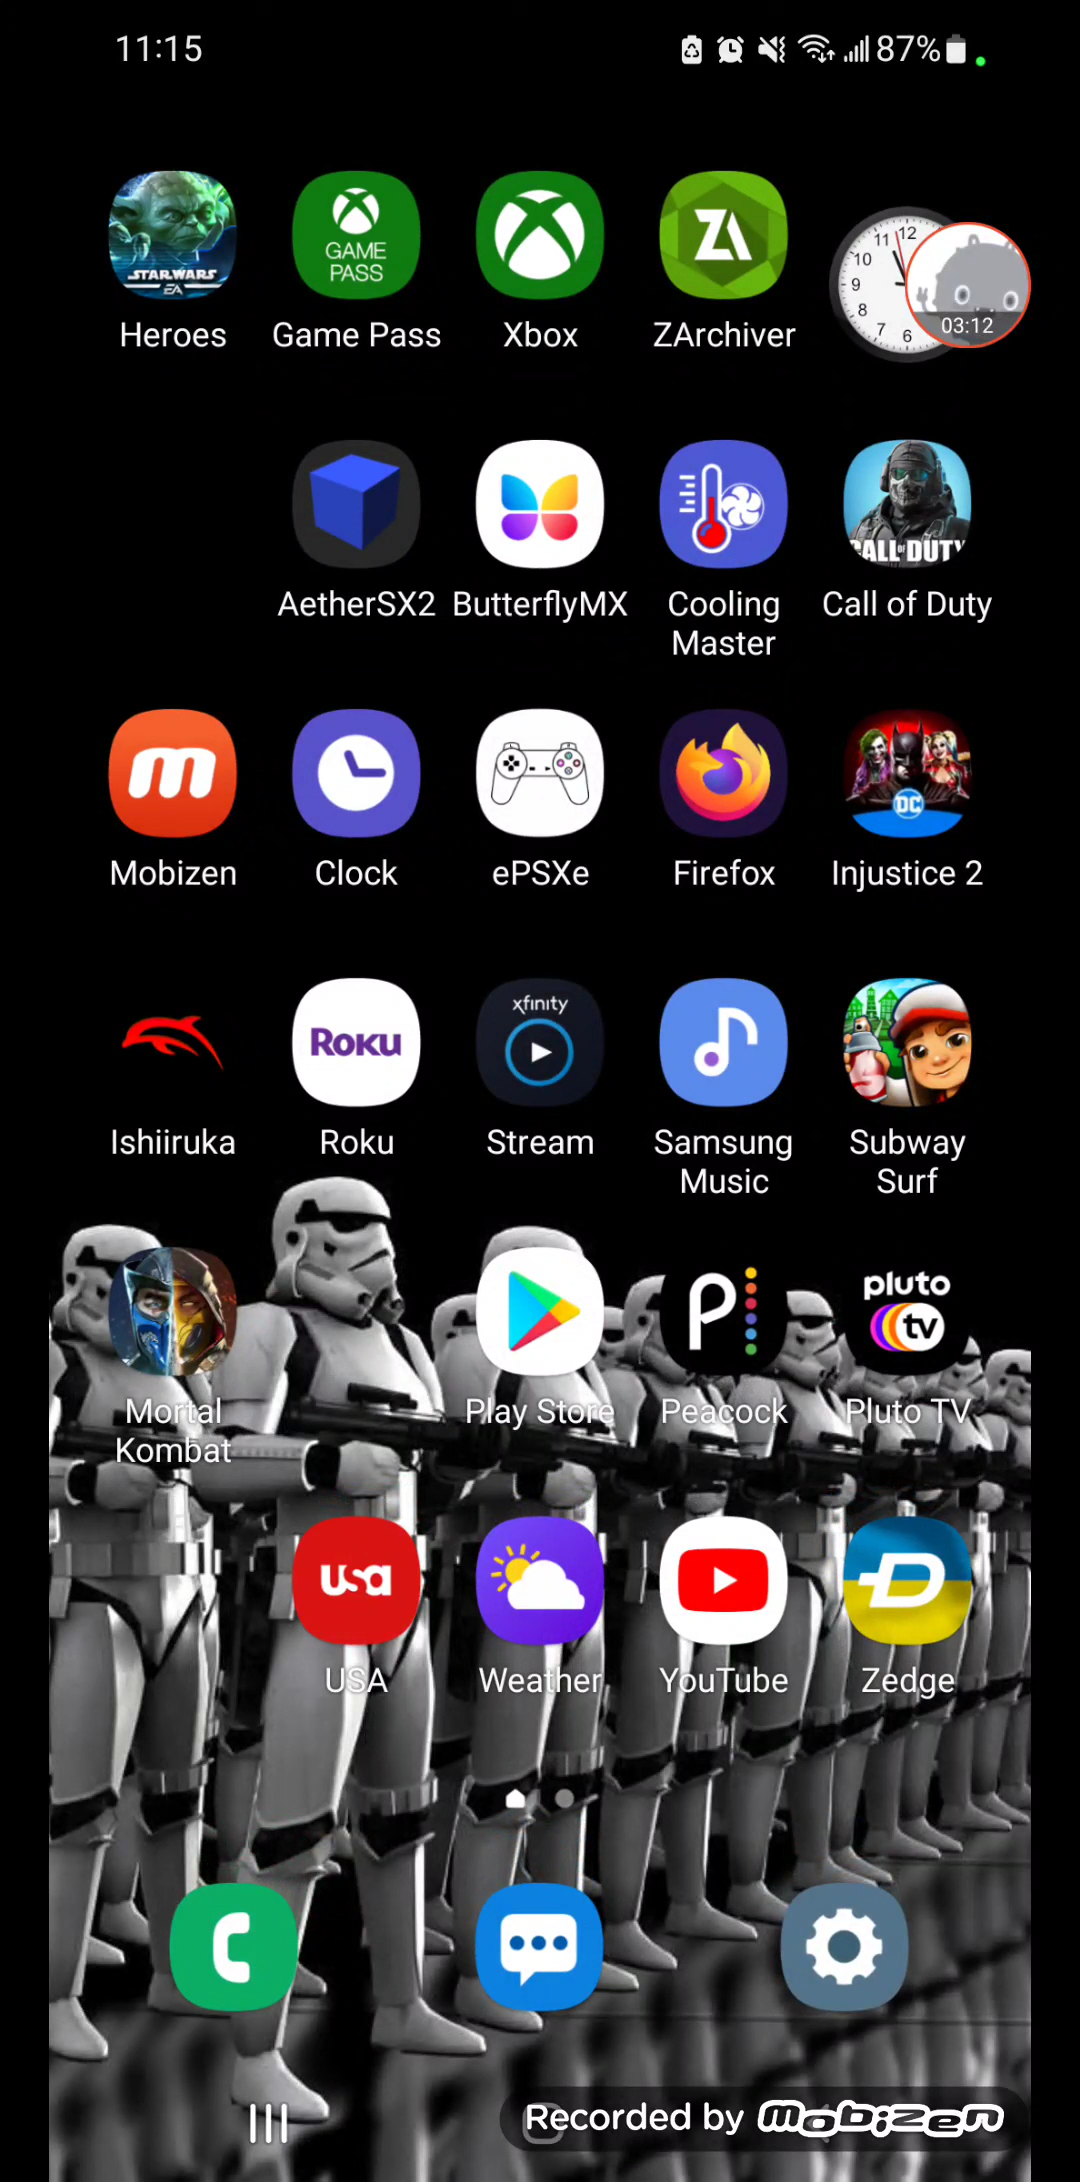 11:15
87%
STAR WARS
EA
GAME
PASS
ZA
11 12
10
9
8
7 6
03:12
Heroes Game Pass Xbox ZArchiver
CALL OF DUTY
AetherSX2 ButterflyMX Cooling Master Call of Duty
m
DC
Mobizen Clock ePSXe Firefox Injustice 2
Roku
xfinity
Ishiiruka Roku Stream Samsung Music Subway Surf
P
pluto
tv
Mortal Kombat Play Store Peacock Pluto TV
usa
D
USA Weather YouTube Zedge
Recorded by mobizen